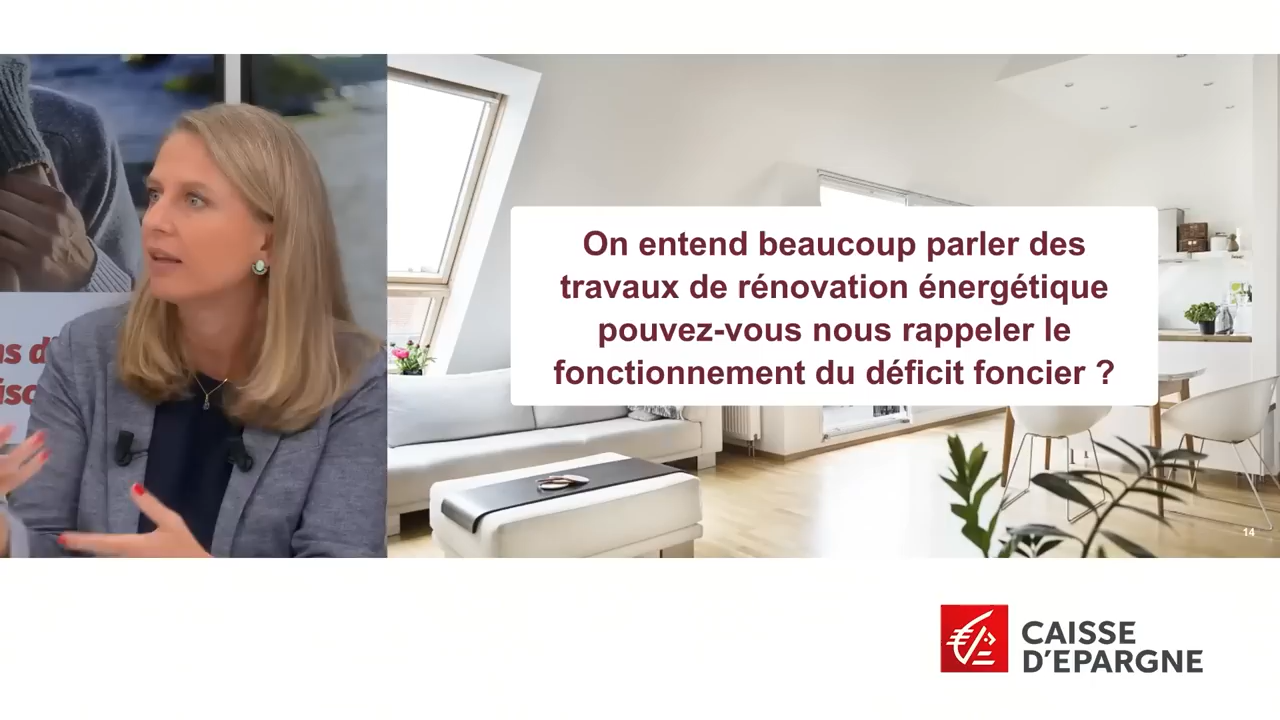 On entend beaucoup parler des
travaux de rénovation énergétique
pouvez-vous nous rappeler le
fonctionnement du déficit foncier ?
14
CAISSE
D'EPARGNE